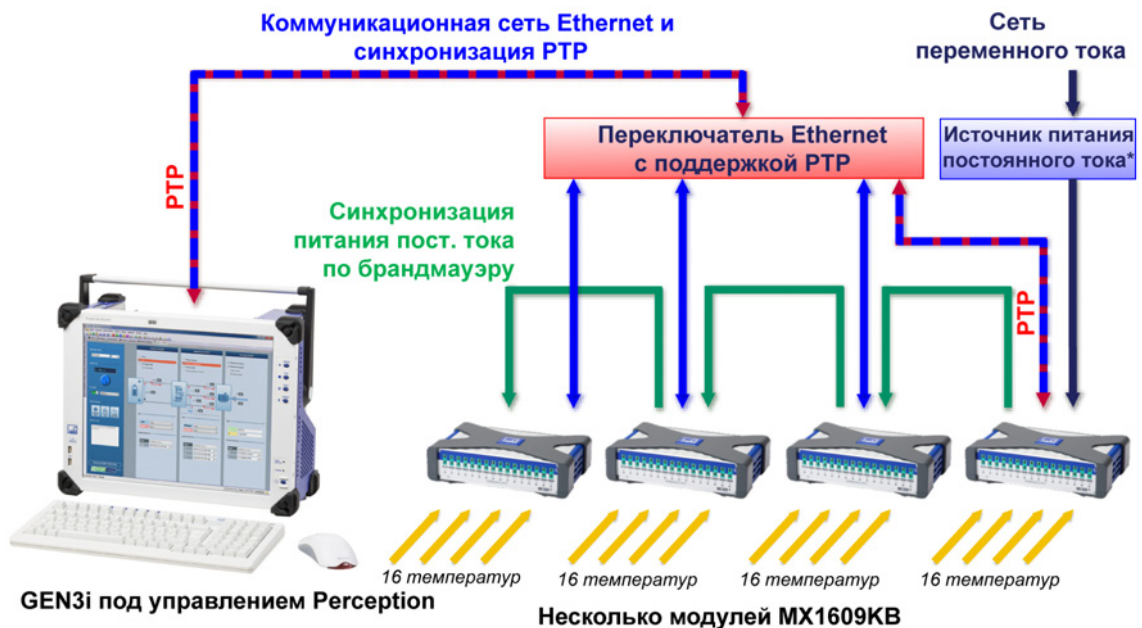 Коммуникационная сеть Ethernet и
синхронизация PTP
Сеть
переменного тока
Переключатель Ethernet
с поддержкой PTP
Источник питания
постоянного тока*
PTP
Синхронизация
питания пост. тока
по брандмауэру
PTP
16 температур
16 температур
16 температур
16 температур
GEN3i под управлением Perception
Несколько модулей MX1609KB